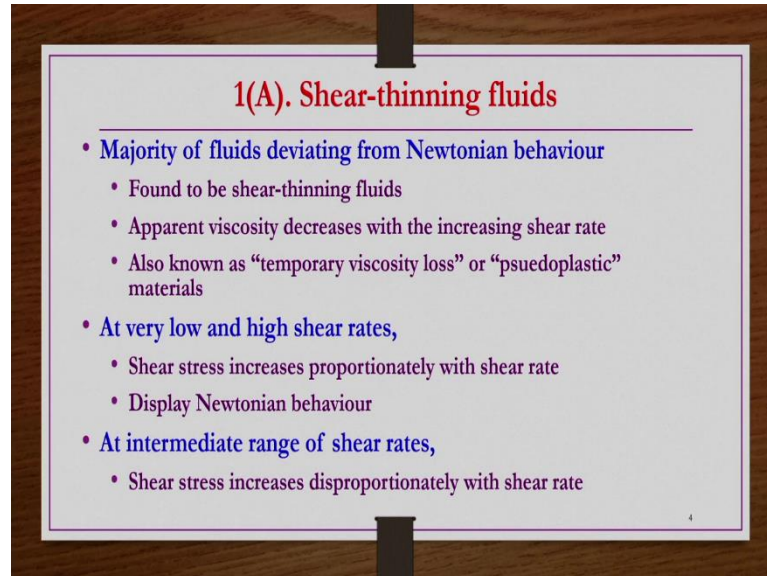 1(A). Shear-thinning fluids
• Majority of fluids deviating from Newtonian behaviour
• Found to be shear-thinning fluids
• Apparent viscosity decreases with the increasing shear rate
• Also known as “temporary viscosity loss” or “psuedoplastic”
materials
• At very low and high shear rates,
• Shear stress increases proportionately with shear rate
• Display Newtonian behaviour
• At intermediate range of shear rates,
• Shear stress increases disproportionately with shear rate
4